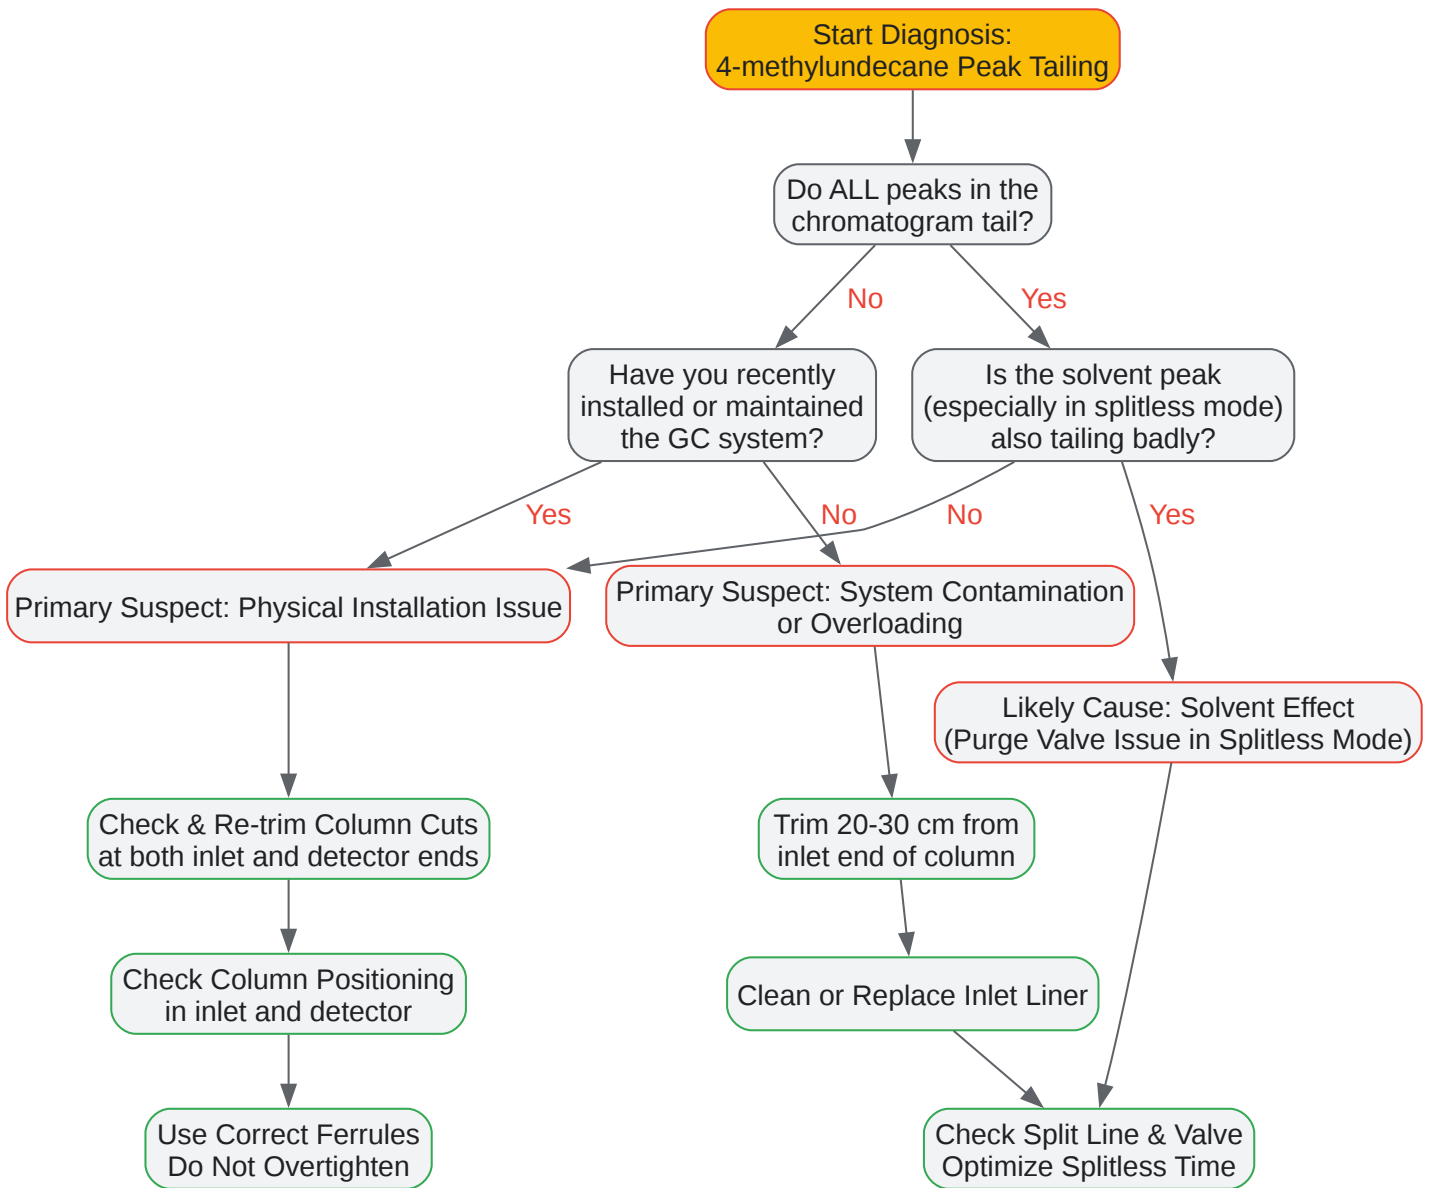 Start Diagnosis:
4-methylundecane Peak Tailing
Do ALL peaks in the
chromatogram tail?
No
Yes
Have you recently
installed or maintained
the GC system?
Is the solvent peak
(especially in splitless mode)
also tailing badly?
Yes
No
No
Yes
Primary Suspect: Physical Installation Issue
Primary Suspect: System Contamination
or Overloading
Likely Cause: Solvent Effect
(Purge Valve Issue in Splitless Mode)
Check & Re-trim Column Cuts
at both inlet and detector ends
Trim 20-30 cm from
inlet end of column
Check Column Positioning
in inlet and detector
Clean or Replace Inlet Liner
Use Correct Ferrules
Do Not Overtighten
Check Split Line & Valve
Optimize Splitless Time